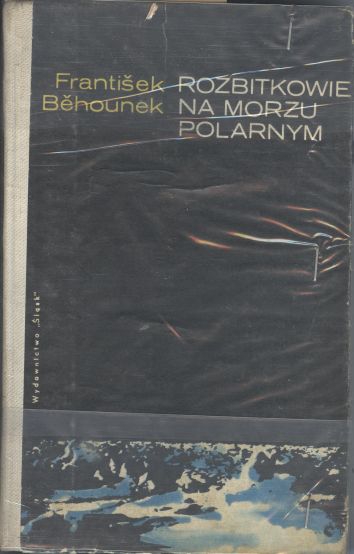 František
Běhounek
ROZBITKOWIE
NA MORZU
POLARNYM
Wydawnictwo „Śląsk"